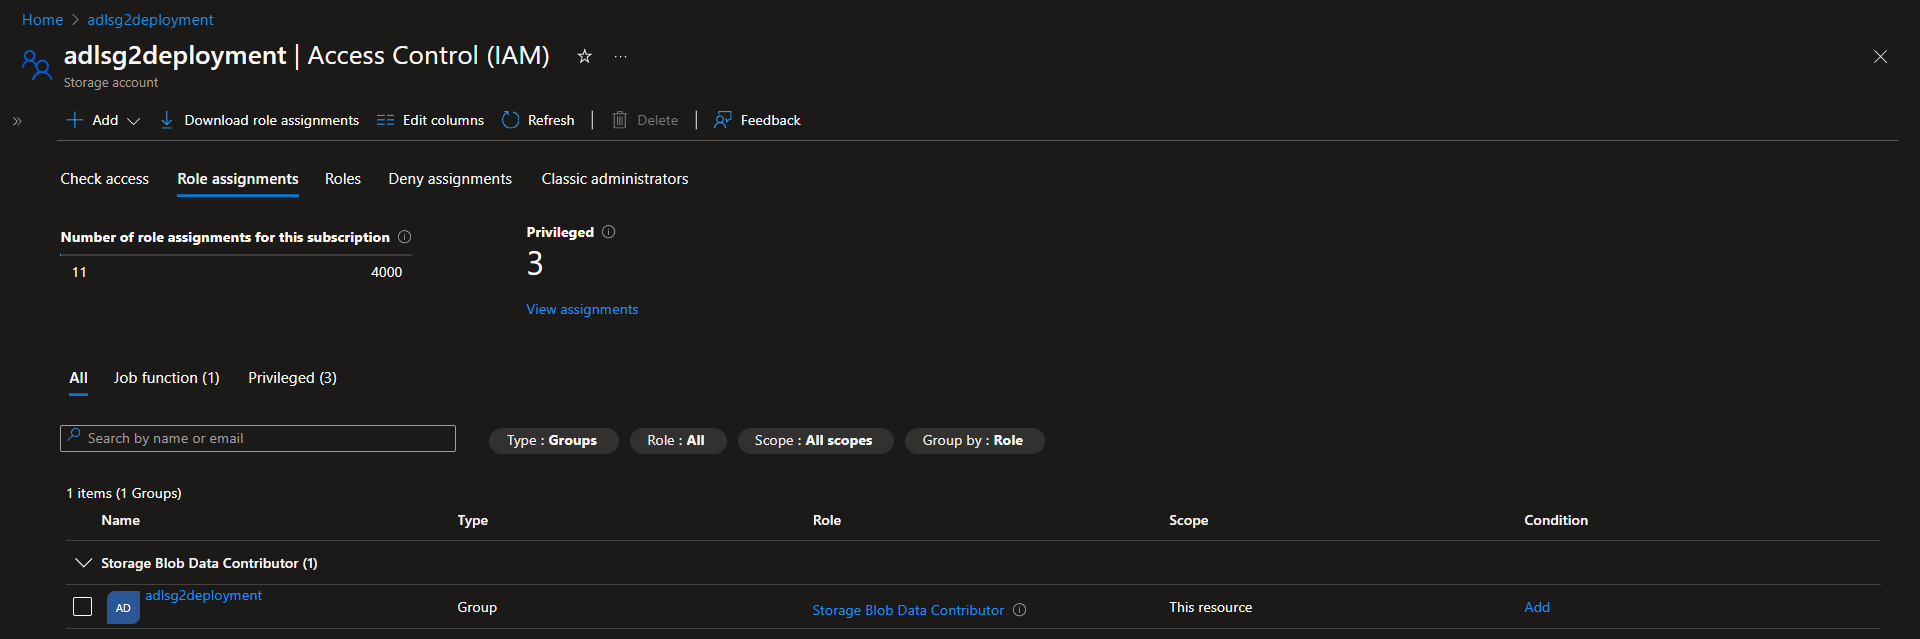 Home > adlsg2deployment
adlsg2deployment | Access Control (IAM) ☆ ...
Storage account
» + Add Download role assignments Edit columns Refresh | Delete | Feedback
Check access Role assignments Roles Deny assignments Classic administrators
Number of role assignments for this subscription
11 4000
Privileged
3
View assignments
All Job function (1) Privileged (3)
Search by name or email Type : Groups Role : All Scope : All scopes Group by : Role
1 items (1 Groups)
Name Type Role Scope Condition
Storage Blob Data Contributor (1)
AD adlsg2deployment Group Storage Blob Data Contributor This resource Add